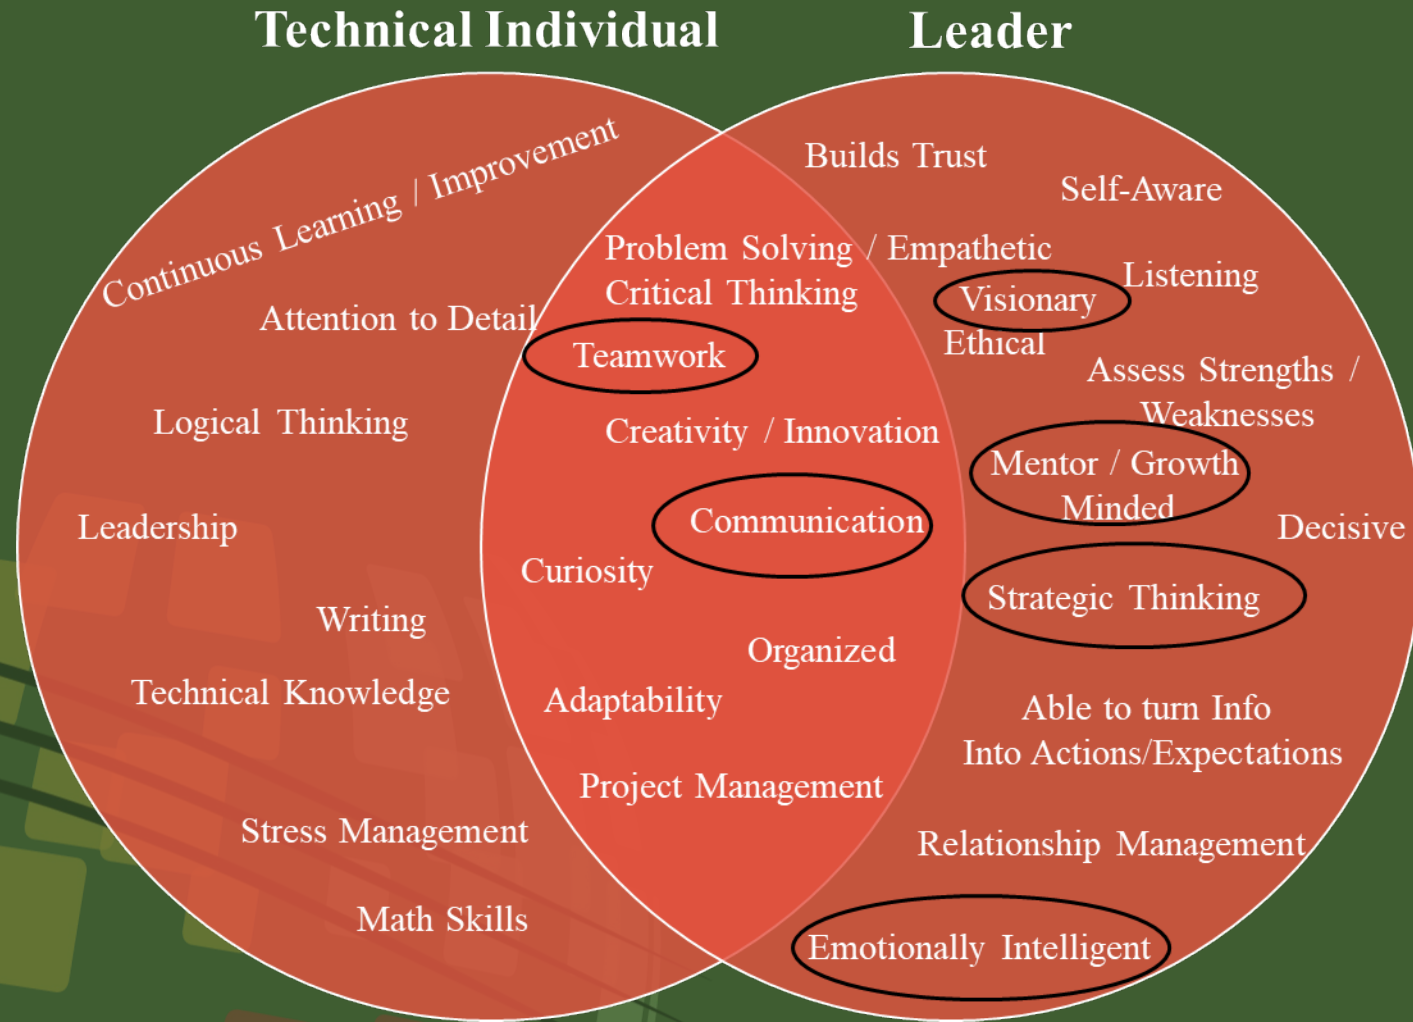 Technical Individual
Leader
Continuous Learning / Improvement
Attention to Detail
Logical Thinking
Leadership
Writing
Technical Knowledge
Stress Management
Math Skills
Problem Solving /
Critical Thinking
Teamwork
Creativity / Innovation
Communication
Curiosity
Organized
Adaptability
Project Management
Builds Trust
Self-Aware
Empathetic
Listening
Visionary
Ethical
Assess Strengths /
Weaknesses
Mentor / Growth
Minded
Decisive
Strategic Thinking
Able to turn Info
Into Actions/Expectations
Relationship Management
Emotionally Intelligent